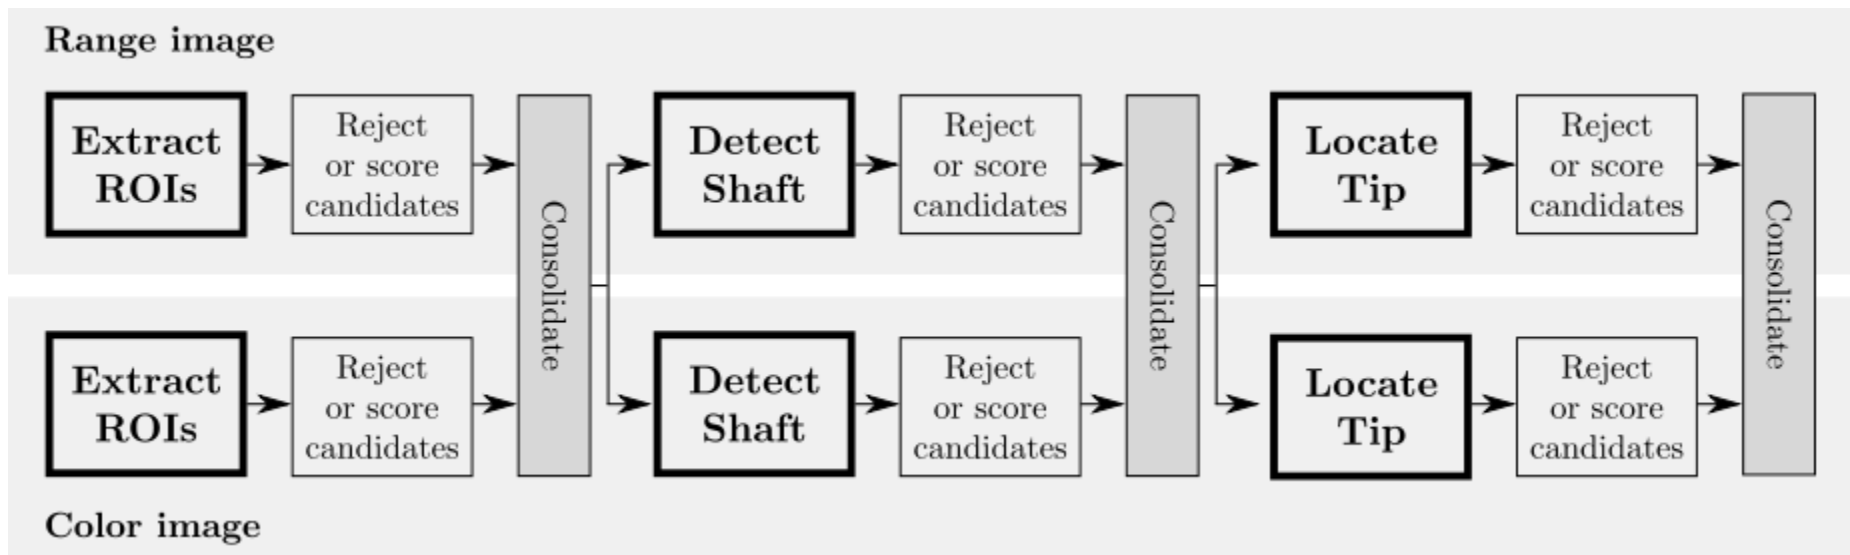 Range image
Extract
ROIs
Reject
or score
candidates
Consolidate
Detect
Shaft
Reject
or score
candidates
Consolidate
Locate
Tip
Reject
or score
candidates
Consolidate
Extract
ROIs
Reject
or score
candidates
Detect
Shaft
Reject
or score
candidates
Locate
Tip
Reject
or score
candidates
Color image